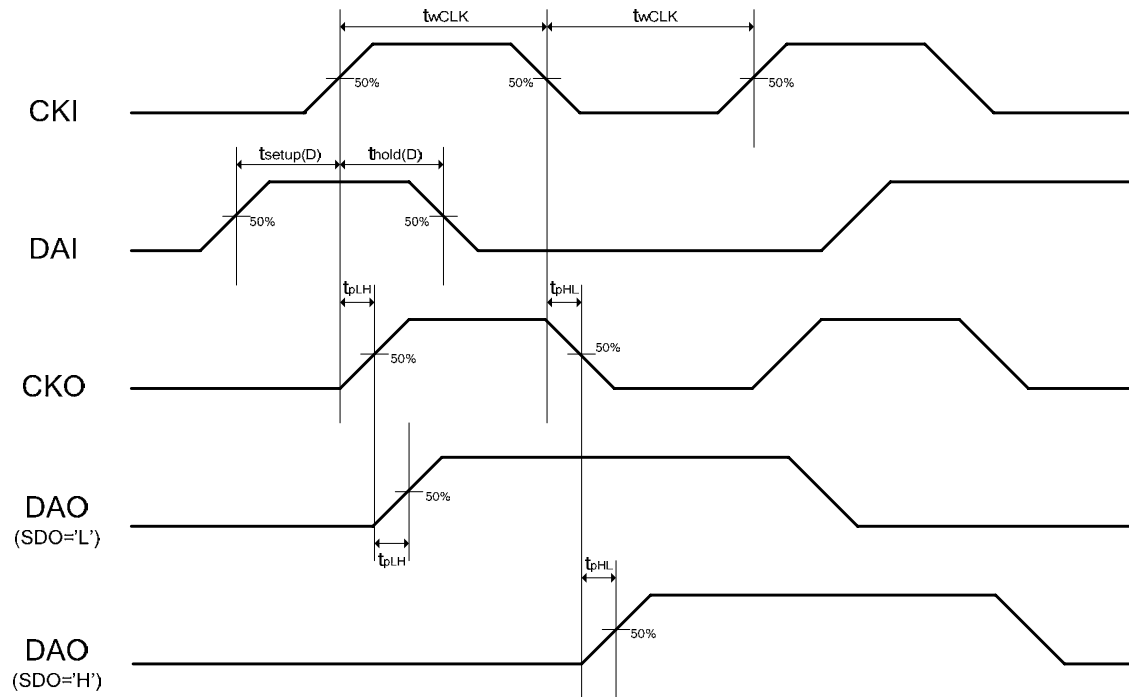 twCLK twCLK
CKI
50% 50% 50%
tsetup(D) thold(D)
DAI
50% 50%
tpLH tpHL
CKO
50% 50%
DAO
(SDO='L')
50%
tpLH
tpHL
DAO
(SDO='H')
50%